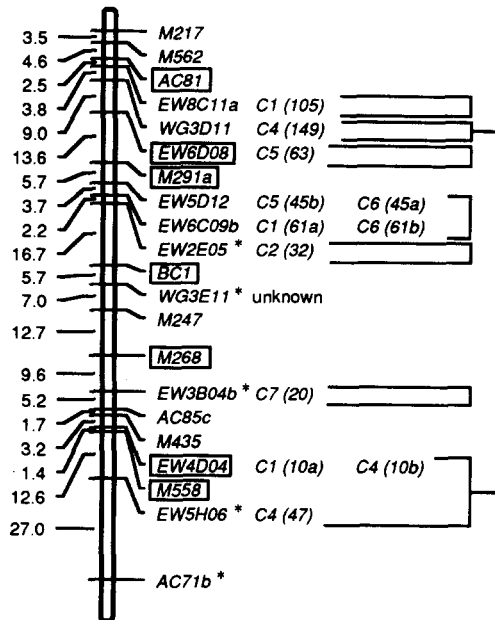 3.5 M217
4.6 M562
2.5 AC81
3.8 EW8C11a C1 (105)
9.0 WG3D11 C4 (149)
13.6 EW6D08 C5 (63)
5.7 M291a
3.7 EW5D12 C5 (45b) C6 (45a)
2.2 EW6C09b C1 (61a) C6 (61b)
16.7 EW2E05 * C2 (32)
5.7 BC1
7.0 WG3E11 * unknown
12.7 M247
M268
9.6
5.2 EW3B04b * C7 (20)
1.7 AC85c
3.2 M435
1.4 EW4D04 C1 (10a) C4 (10b)
12.6 M558
27.0 EW5H06 * C4 (47)
AC71b *